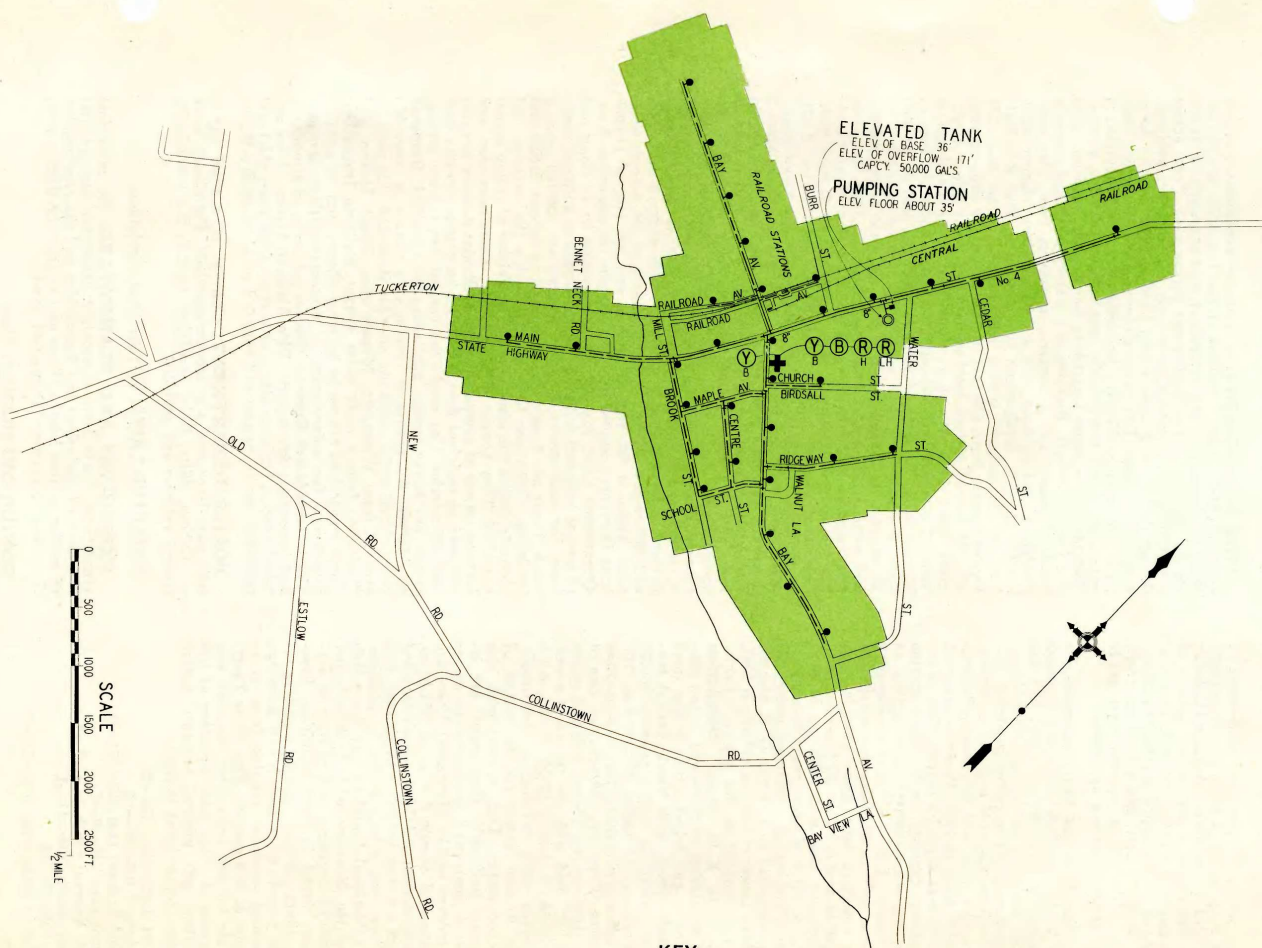 ELEVATED TANK
ELEV OF BASE 36'
ELEV. OF OVERFLOW 171'
CAP'C'Y. 50,000 GAL'S.
PUMPING STATION
ELEV. FLOOR ABOUT 35'
BAY AV.
RAILROAD STATIONS
BURR ST.
RAILROAD
RAILROAD
CENTRAL
ST.
No. 4
CEDAR ST.
TUCKERTON
BENNET NECK RD
RAILROAD AV.
RAILROAD AV
MILL ST.
MAIN
STATE HIGHWAY
8"
8"
Y
B
Y
B
B
R
H
R
LH
WATER ST
CHURCH ST.
BIRDSALL ST.
BROOK ST.
MAPLE AV.
CENTRE ST.
RIDGEWAY ST
WALNUT LA.
SCHOOL ST.
BAY AV.
OLD RD.
NEW RD.
ESTLOW RD
COLLINSTOWN RD.
COLLINSTOWN RD.
CENTER ST.
BAY VIEW LA.
SCALE
0 500 1000 1500 2000 2500 FT
1/2 MILE
KEY